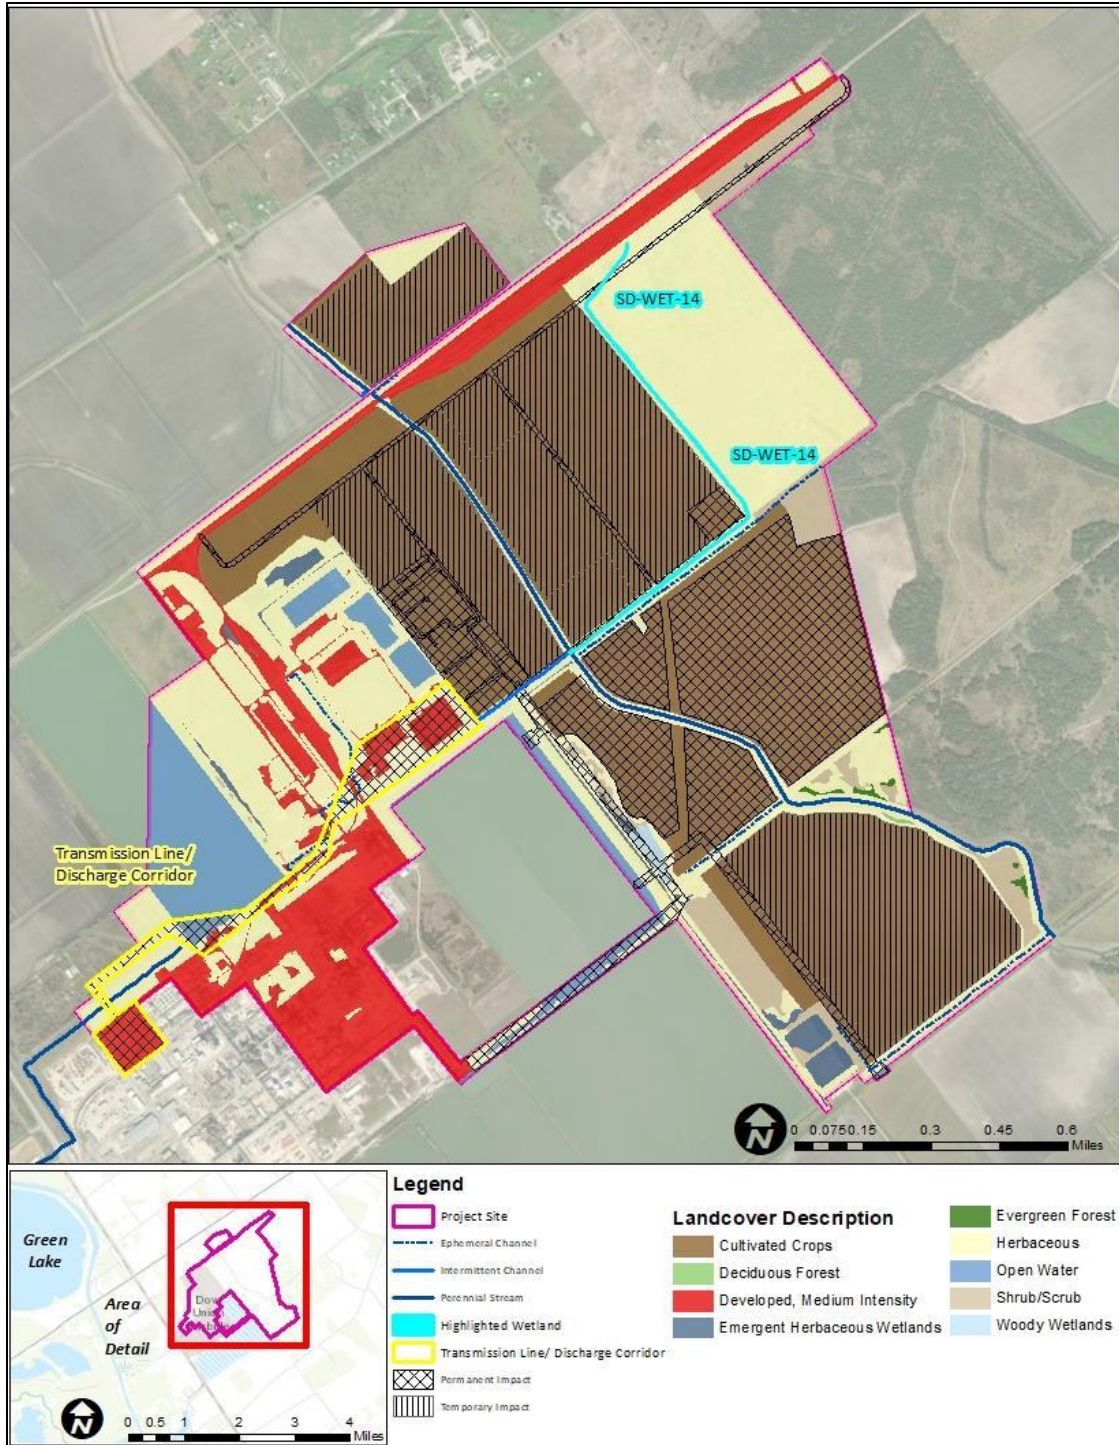 SD-WET-14
SD-WET-14
Transmission Line/
Discharge Corridor
N
0 0.075 0.15 0.3 0.45 0.6
Miles
Green
Lake
Area
of
Detail
N
0 0.5 1 2 3 4
Miles
Legend
Project Site
Ephemeral Channel
Intermittent Channel
Perennial Stream
Highlighted Wetland
Transmission Line/ Discharge Corridor
Permanent Impact
Temporary Impact
Landcover Description
Cultivated Crops
Deciduous Forest
Developed, Medium Intensity
Emergent Herbaceous Wetlands
Evergreen Forest
Herbaceous
Open Water
Shrub/Scrub
Woody Wetlands